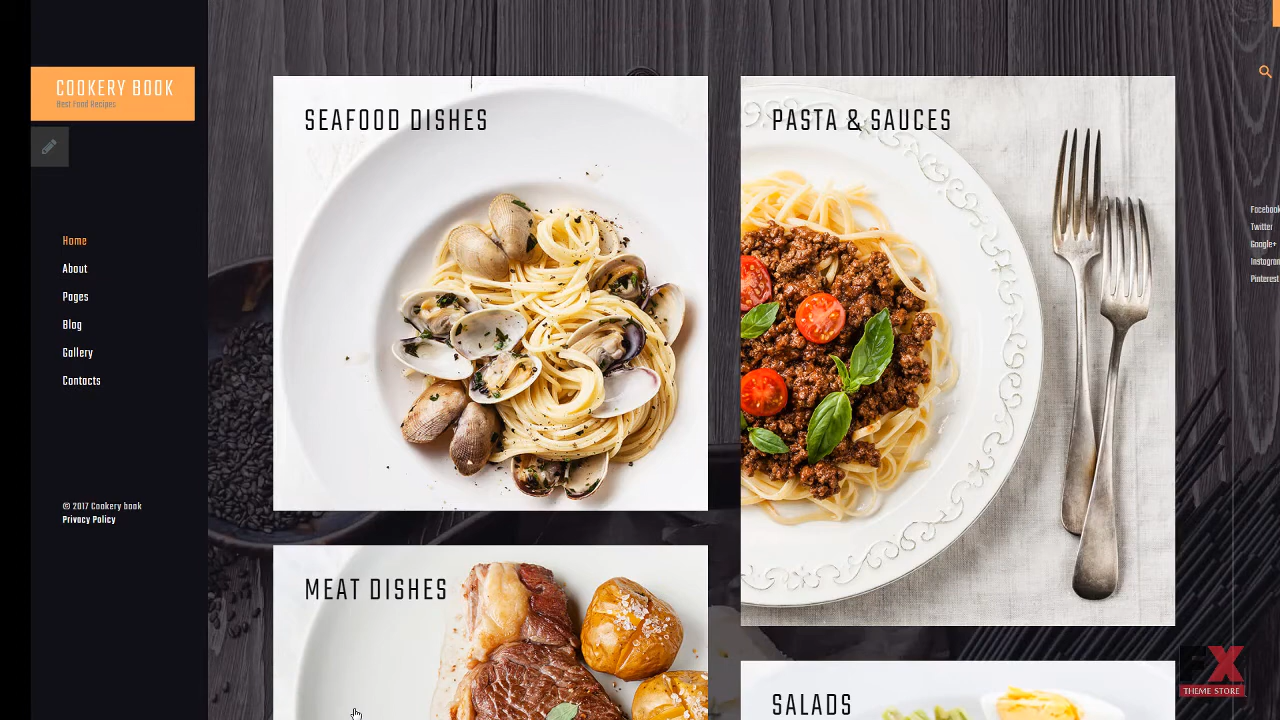 COOKERY BOOK
Best Food Recipes
Home
About
Pages
Blog
Gallery
Contacts
© 2017 Cookery book
Privacy Policy
SEAFOOD DISHES
PASTA & SAUCES
MEAT DISHES
SALADS
Facebook
Twitter
Google+
Instagram
Pinterest
FX
THEME STORE